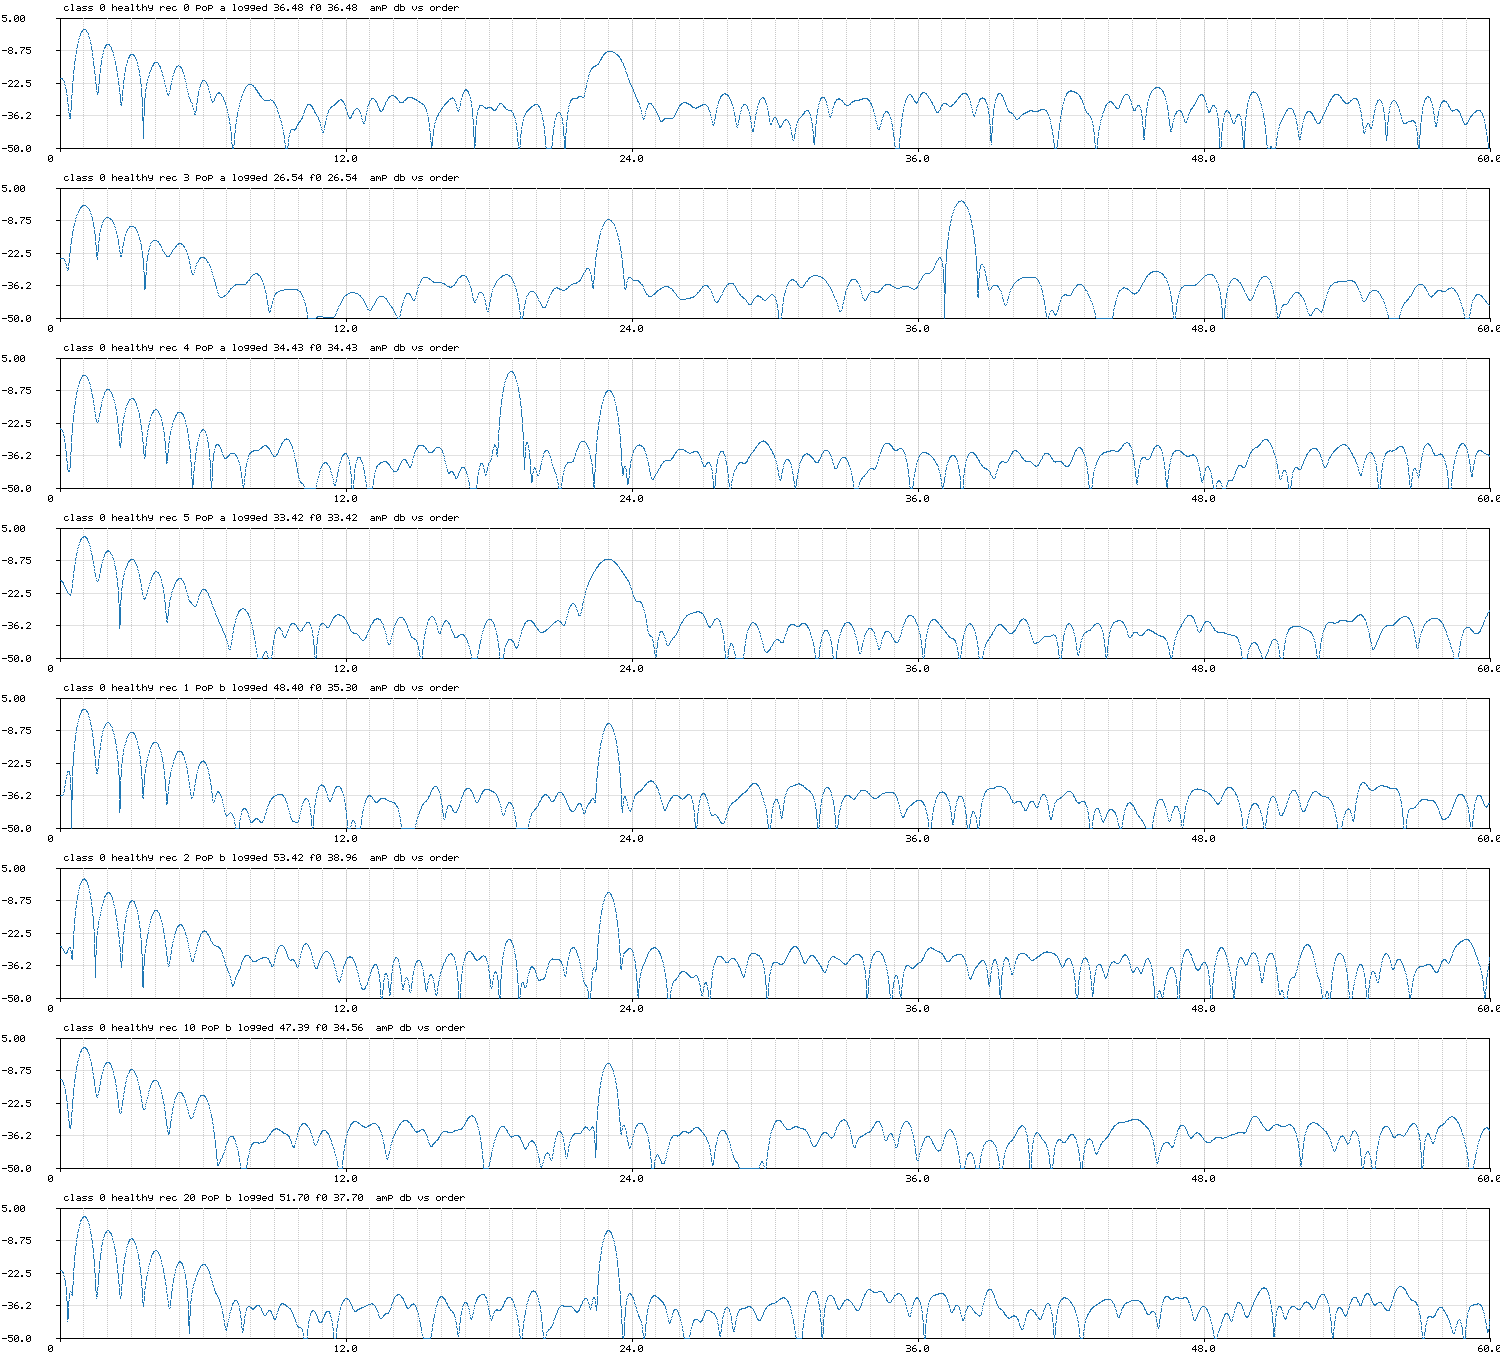 class 0 healthy rec 0 pop a logged 36.48 f0 36.48 amp db vs order
5.00
-8.75
-22.5
-36.2
-50.0
0 12.0 24.0 36.0 48.0 60.0
class 0 healthy rec 3 pop a logged 26.54 f0 26.54 amp db vs order
5.00
-8.75
-22.5
-36.2
-50.0
0 12.0 24.0 36.0 48.0 60.0
class 0 healthy rec 4 pop a logged 34.43 f0 34.43 amp db vs order
5.00
-8.75
-22.5
-36.2
-50.0
0 12.0 24.0 36.0 48.0 60.0
class 0 healthy rec 5 pop a logged 33.42 f0 33.42 amp db vs order
5.00
-8.75
-22.5
-36.2
-50.0
0 12.0 24.0 36.0 48.0 60.0
class 0 healthy rec 1 pop b logged 48.40 f0 35.30 amp db vs order
5.00
-8.75
-22.5
-36.2
-50.0
0 12.0 24.0 36.0 48.0 60.0
class 0 healthy rec 2 pop b logged 53.42 f0 38.96 amp db vs order
5.00
-8.75
-22.5
-36.2
-50.0
0 12.0 24.0 36.0 48.0 60.0
class 0 healthy rec 10 pop b logged 47.39 f0 34.56 amp db vs order
5.00
-8.75
-22.5
-36.2
-50.0
0 12.0 24.0 36.0 48.0 60.0
class 0 healthy rec 20 pop b logged 51.70 f0 37.70 amp db vs order
5.00
-8.75
-22.5
-36.2
-50.0
0 12.0 24.0 36.0 48.0 60.0